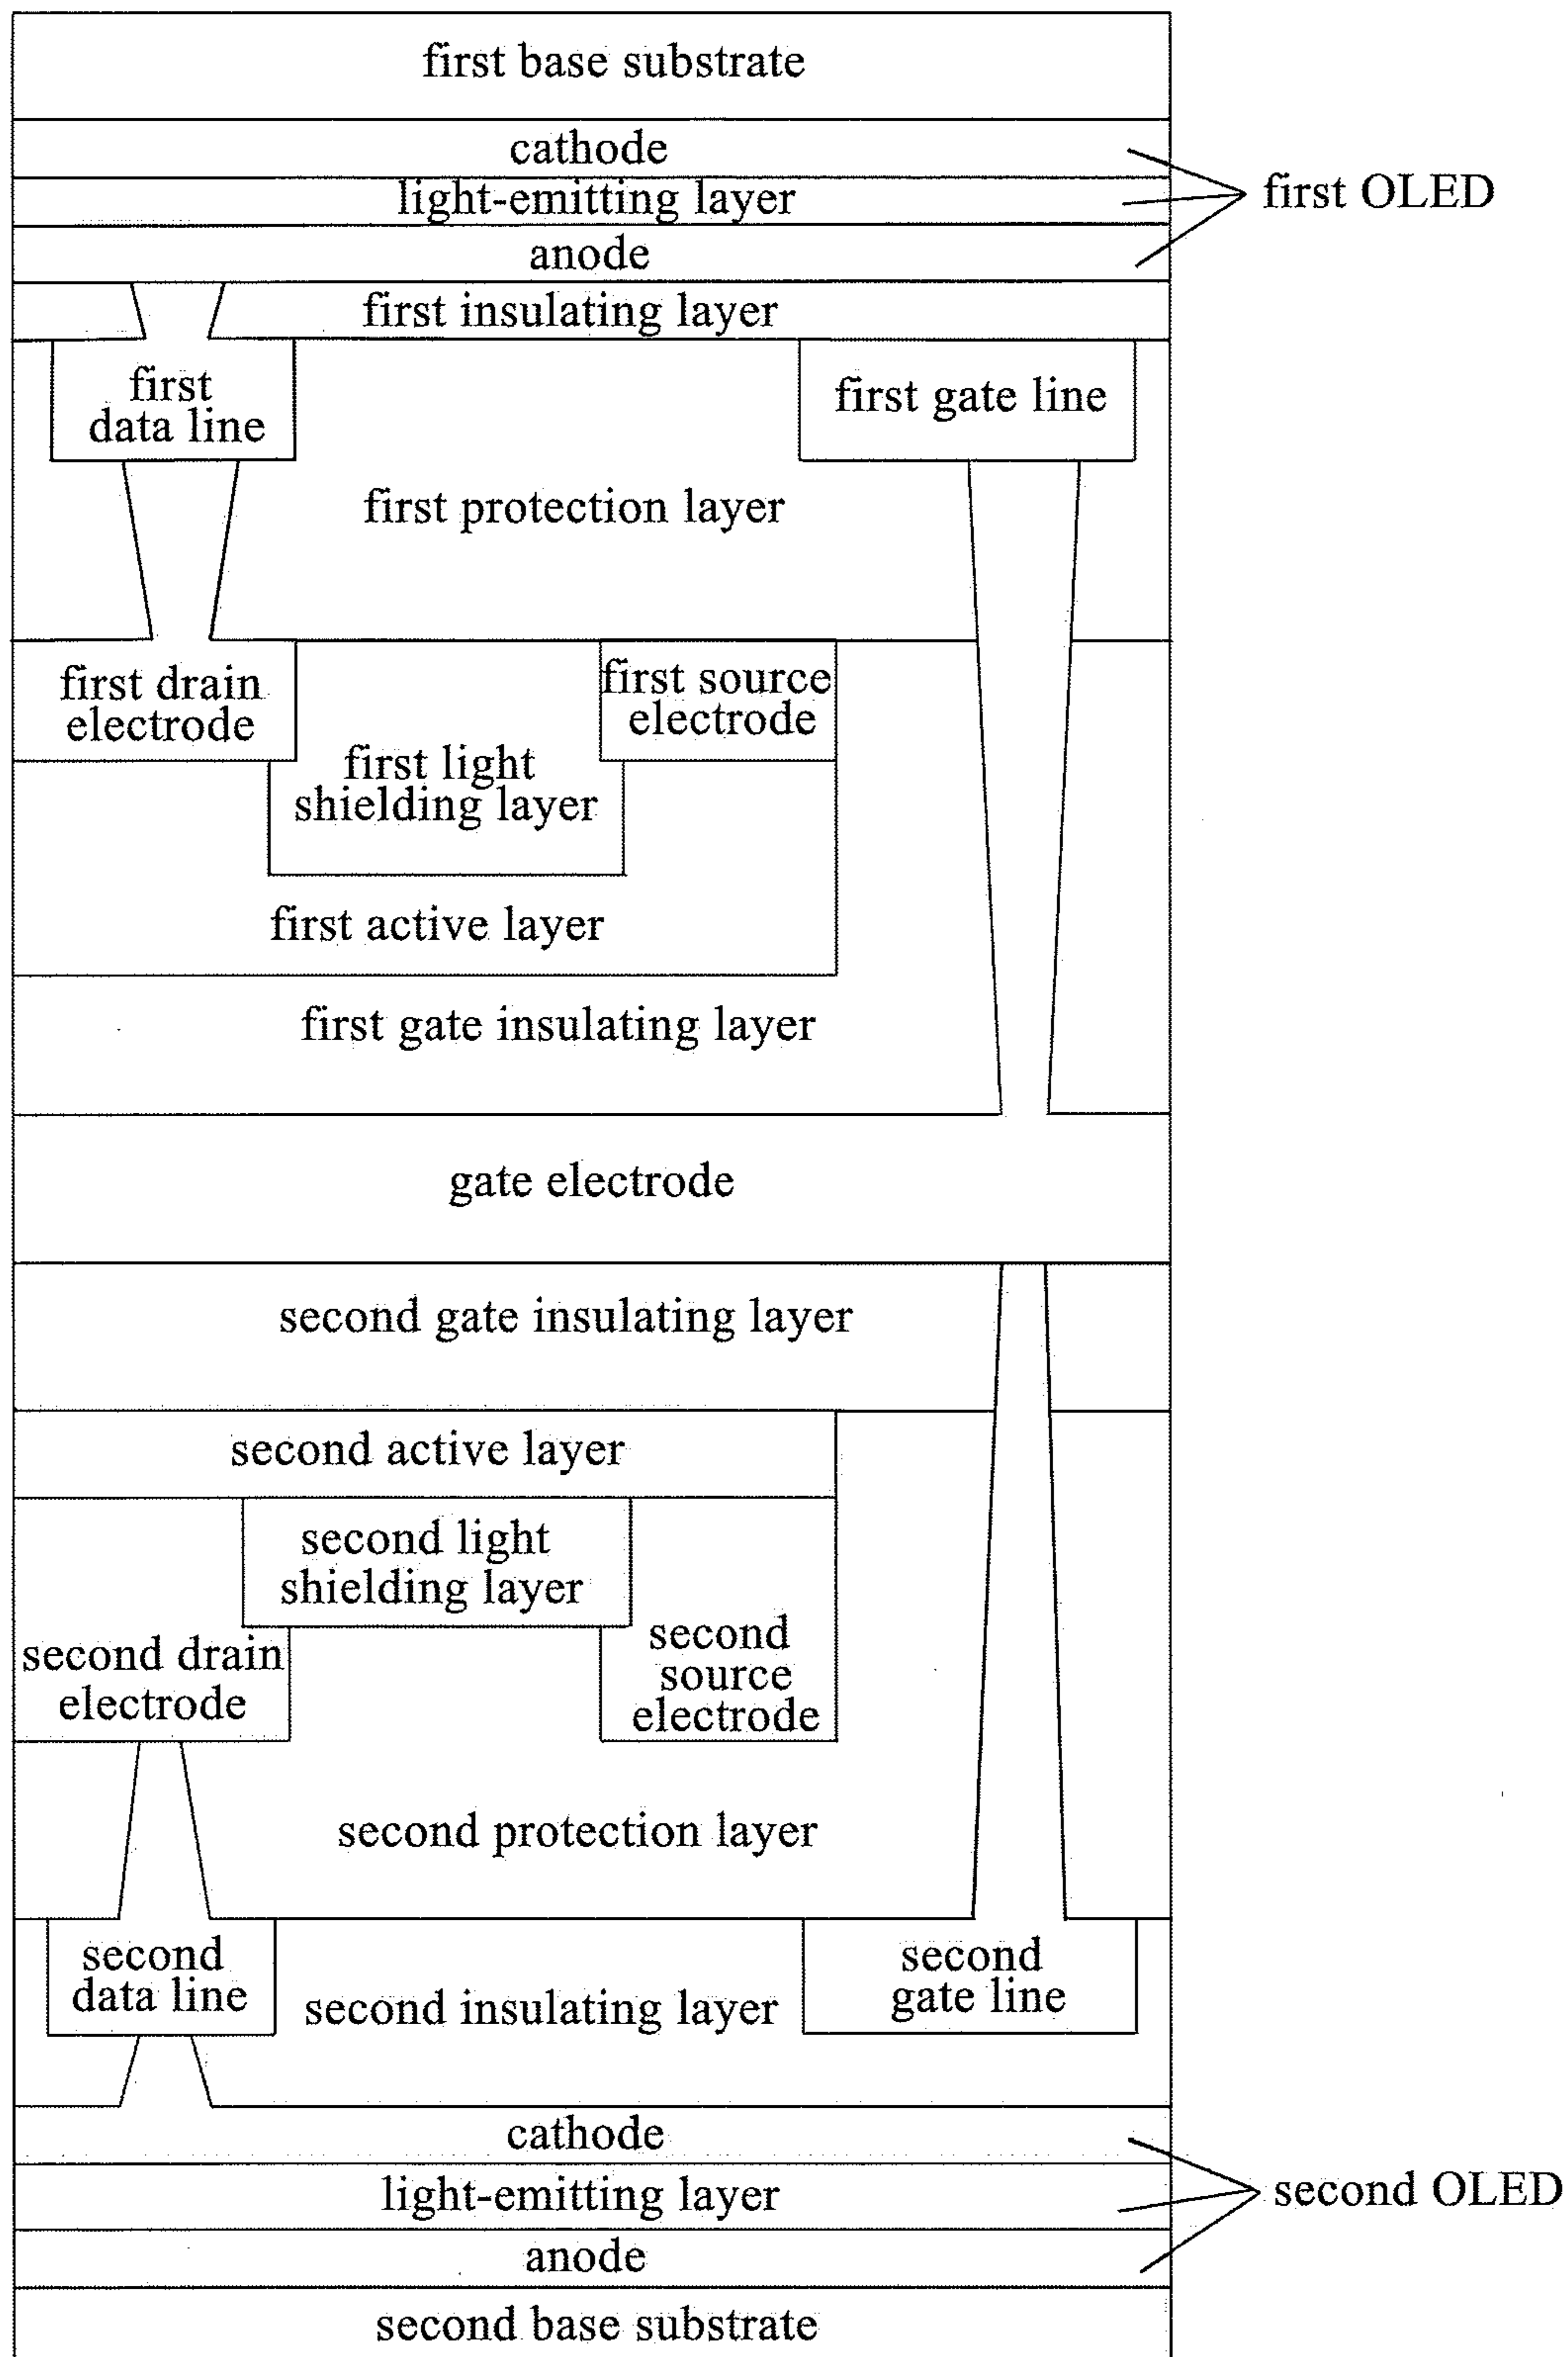 first base substrate
cathode
light-emitting layer
first OLED
anode
first insulating layer
first
data line
first gate line
first protection layer
first drain
electrode
first source
electrode
first light
shielding layer
first active layer
first gate insulating layer
gate electrode
second gate insulating layer
second active layer
second light
shielding layer
second drain
electrode
second
source
electrode
second protection layer
second
data line
second insulating layer
second
gate line
cathode
light-emitting layer
second OLED
anode
second base substrate